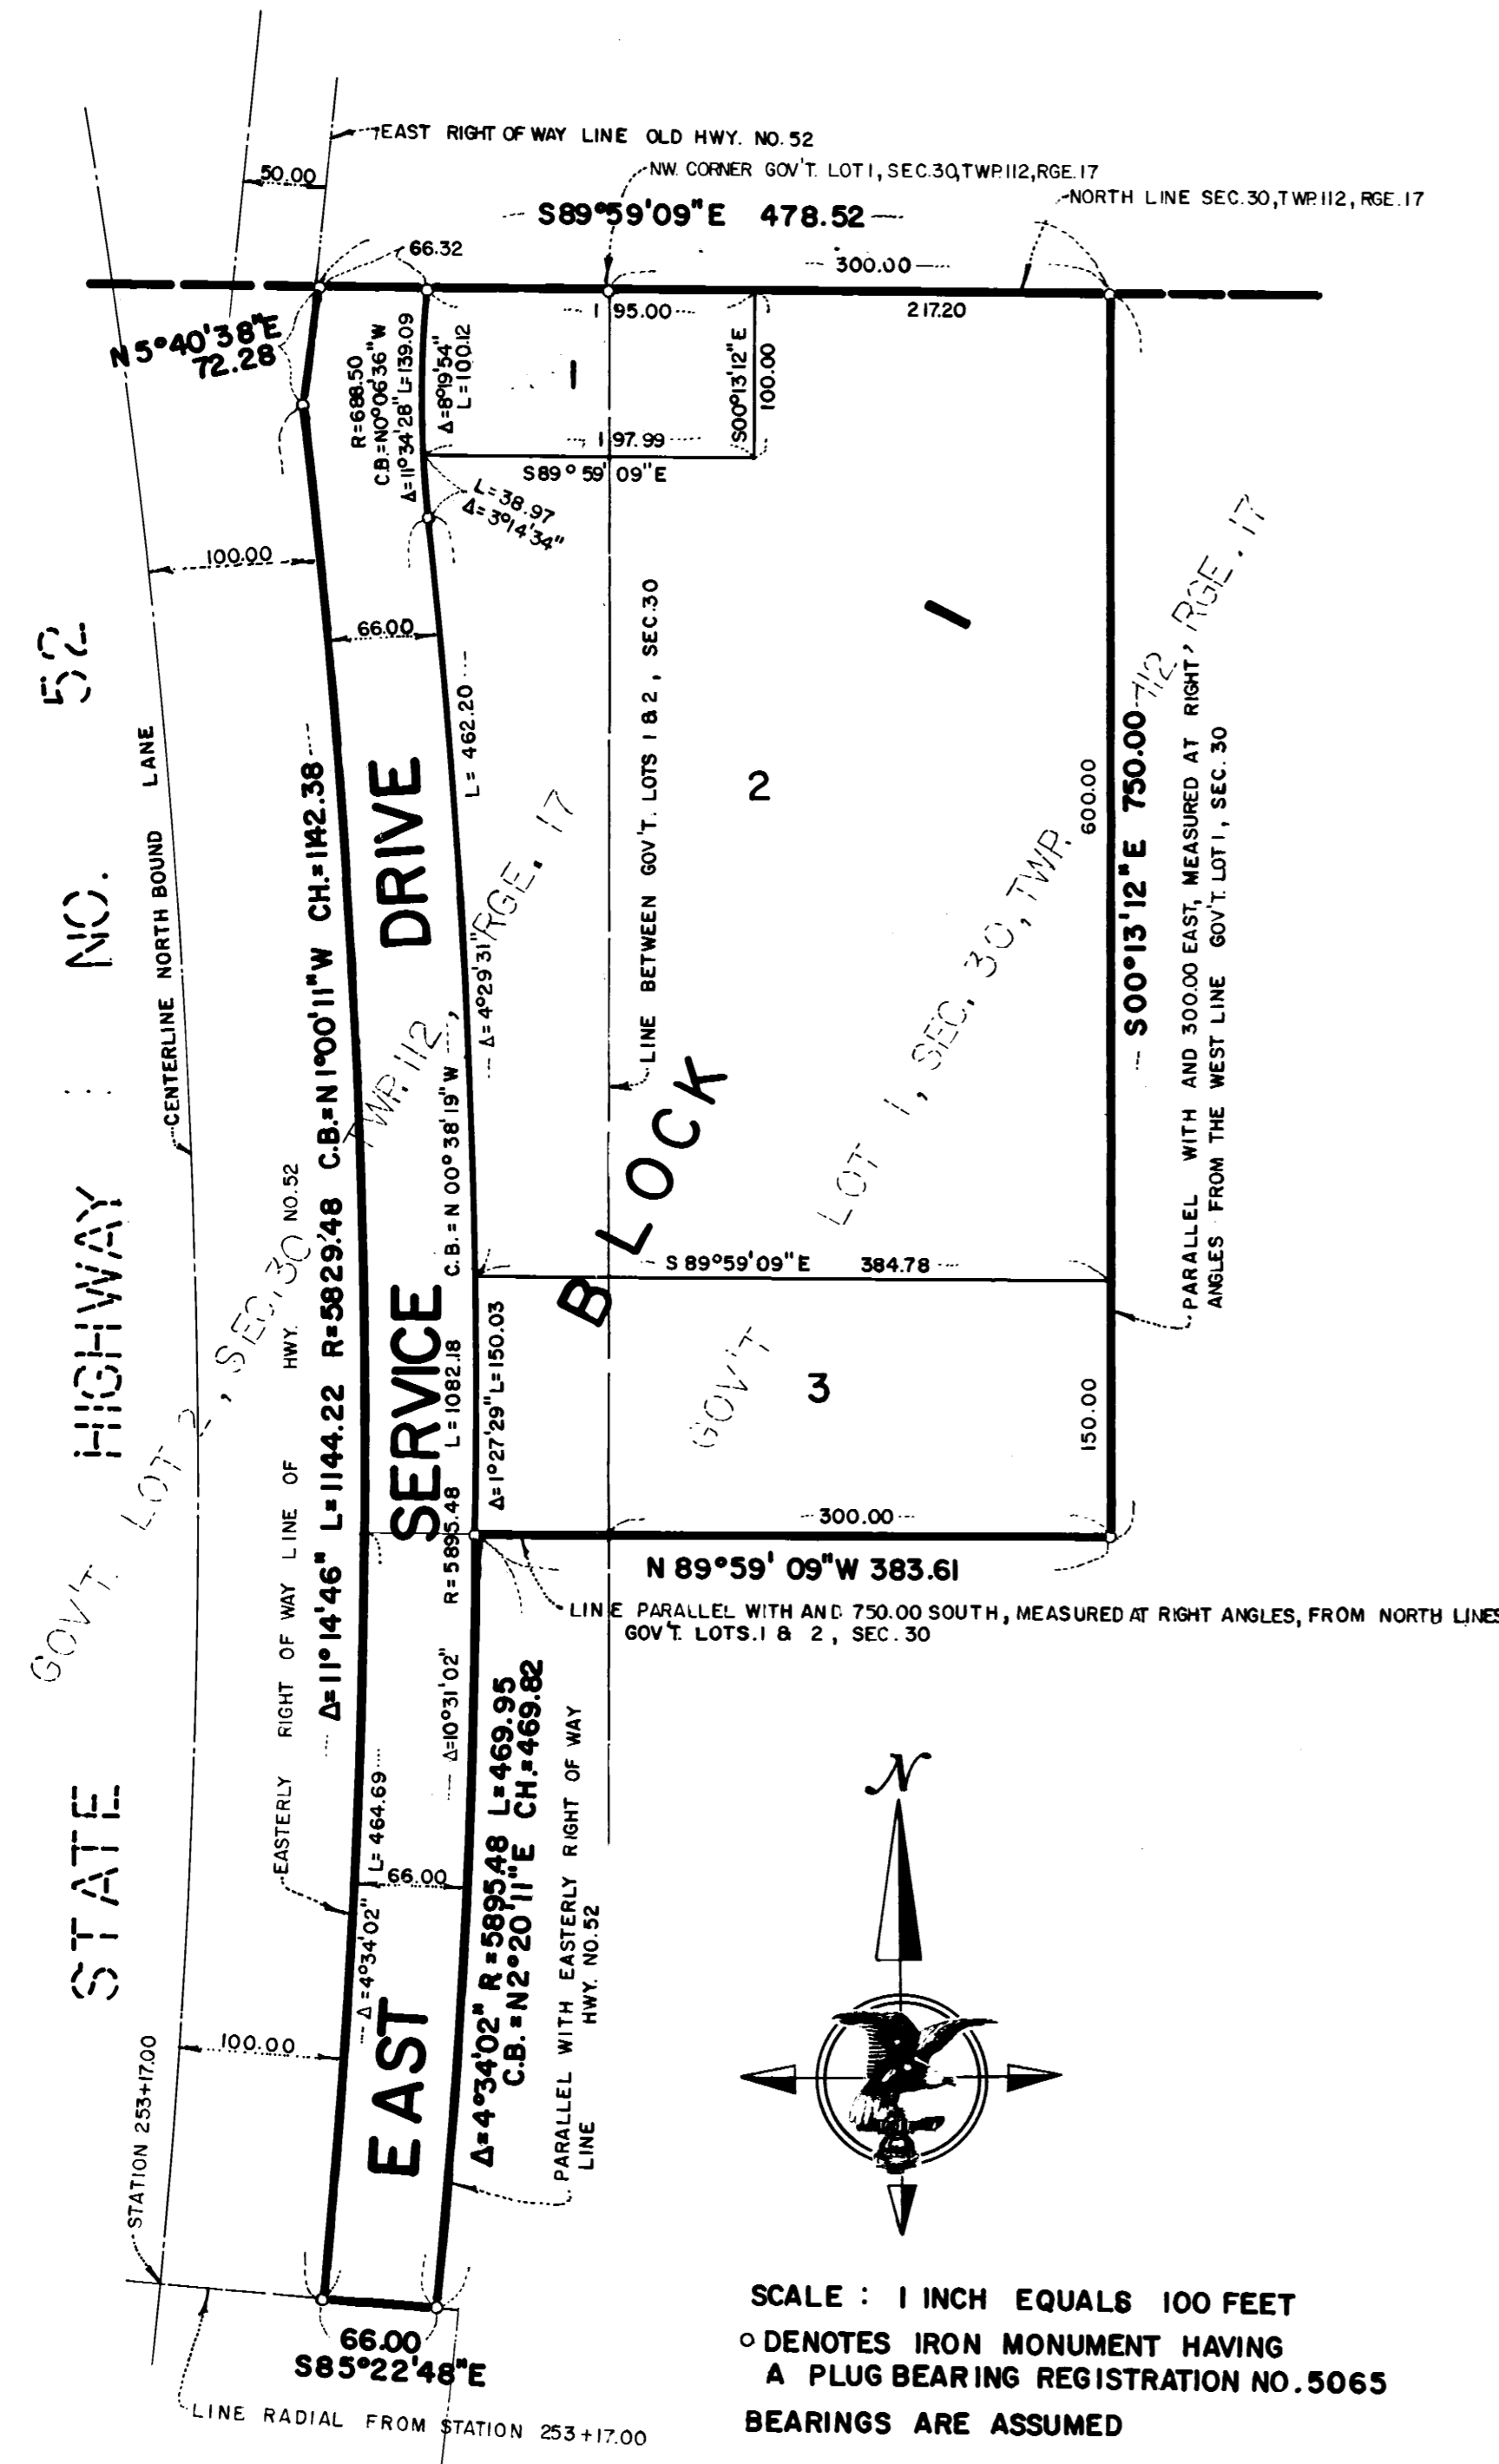 EAST RIGHT OF WAY LINE OLD HWY. NO. 52
50.00
NW. CORNER GOV'T. LOT 1, SEC. 30, TWP. 112, RGE. 17
NORTH LINE SEC. 30, TWP. 112, RGE. 17
S89°59'09"E 478.52
66.32
300.00
195.00
217.20
N5°40'38"E
72.28
R=688.50
C.B.=N0°06'36"W
Δ=11°34'28" L=139.09
Δ=8°19'54"
L=100.12
1
S00°13'12"E
100.00
197.99
S89°59'09"E
L=38.97
Δ=3°14'34"
100.00
66.00
L=462.20
Δ=4°29'31"
LINE BETWEEN GOV'T. LOTS 1 & 2, SEC. 30
1
2
600.00
S00°13'12"E 750.00
PARALLEL WITH AND 300.00 EAST, MEASURED AT RIGHT
ANGLES FROM THE WEST LINE GOV'T. LOT 1, SEC. 30
STATE HIGHWAY NO. 52
CENTERLINE NORTH BOUND LANE
EASTERLY RIGHT OF WAY LINE OF HWY. NO. 52
Δ=11°14'46" L=1144.22 R=5829.48 C.B.=N1°00'11"W CH.=1142.38
EAST SERVICE DRIVE
Δ=10°31'02" R=5895.48 L=1082.18 C.B.=N00°38'19"W
GOV'T. LOT 2, SEC. 30, TWP. 112, RGE. 17
GOV'T LOT 1, SEC. 30, TWP. 112, RGE. 17
BLOCK
S89°59'09"E 384.78
Δ=1°27'29" L=150.03
3
150.00
300.00
N89°59'09"W 383.61
LINE PARALLEL WITH AND 750.00 SOUTH, MEASURED AT RIGHT ANGLES, FROM NORTH LINES
GOV'T. LOTS. 1 & 2, SEC. 30
Δ=4°34'02" L=464.69
66.00
Δ=4°34'02" R=5895.48 L=469.95
C.B.=N2°20'11"E CH.=469.82
PARALLEL WITH EASTERLY RIGHT OF WAY
LINE HWY. NO. 52
100.00
STATION 253+17.00
66.00
S85°22'48"E
LINE RADIAL FROM STATION 253+17.00
N
SCALE : 1 INCH EQUALS 100 FEET
o DENOTES IRON MONUMENT HAVING
A PLUG BEARING REGISTRATION NO. 5065
BEARINGS ARE ASSUMED